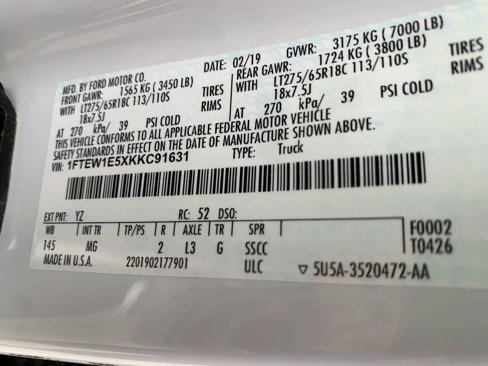 MFD. BY FORD MOTOR CO. DATE: 02/19 GVWR: 3175 KG ( 7000 LB)
FRONT GAWR: 1565 KG ( 3450 LB) REAR GAWR: 1724 KG ( 3800 LB)
WITH LT275/65R18C 113/110S TIRES WITH LT275/65R18C 113/110S TIRES
18x7.5J RIMS 18x7.5J RIMS
AT 270 kPa/ 39 PSI COLD AT 270 kPa/ 39 PSI COLD
THIS VEHICLE CONFORMS TO ALL APPLICABLE FEDERAL MOTOR VEHICLE
SAFETY STANDARDS IN EFFECT ON THE DATE OF MANUFACTURE SHOWN ABOVE.
VIN: 1FTEW1E5XKKC91631 TYPE: Truck
EXT PNT: YZ RC: 52 DSO:
WB INT TR TP/PS R AXLE TR SPR F0002
145 MG 2 L3 G SSCC T0426
MADE IN U.S.A. 2201902177901 ULC ▽ 5U5A-3520472-AA